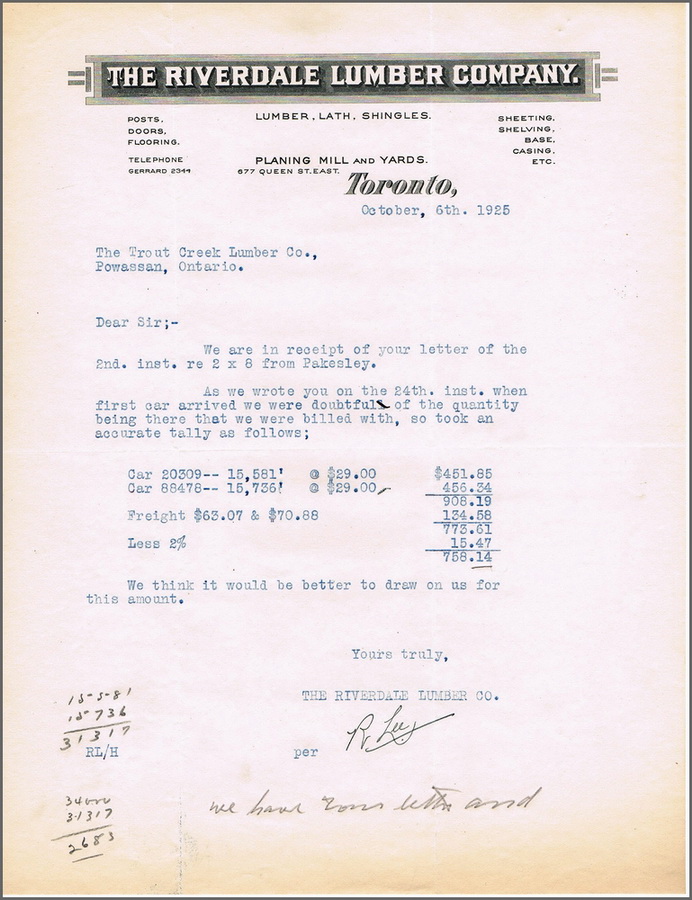 THE RIVERDALE LUMBER COMPANY.
POSTS,
DOORS,
FLOORING.
LUMBER, LATH, SHINGLES.
SHEETING.
SHELVING,
BASE,
CASING,
ETC.
TELEPHONE
GERRARD 2344
PLANING MILL AND YARDS.
677 QUEEN ST. EAST.
Toronto,
October, 6th. 1925
The Trout Creek Lumber Co.,
Powassan, Ontario.
Dear Sir;-
We are in receipt of your letter of the
2nd. inst. re 2 x 8 from Pakesley.
As we wrote you on the 24th. inst. when
first car arrived we were doubtful of the quantity
being there that we were billed with, so took an
accurate tally as follows;
Car 20309-- 15,581' @ $29.00 $451.85
Car 88478-- 15,736' @ $29.00 456.34
908.19
Freight $63.07 & $70.88 134.58
773.61
Less 2% 15.47
758.14
We think it would be better to draw on us for
this amount.
Yours truly,
THE RIVERDALE LUMBER CO.
15581
15736
31317
RL/H per R. Lee
34000
31317
2683
we have your letter and